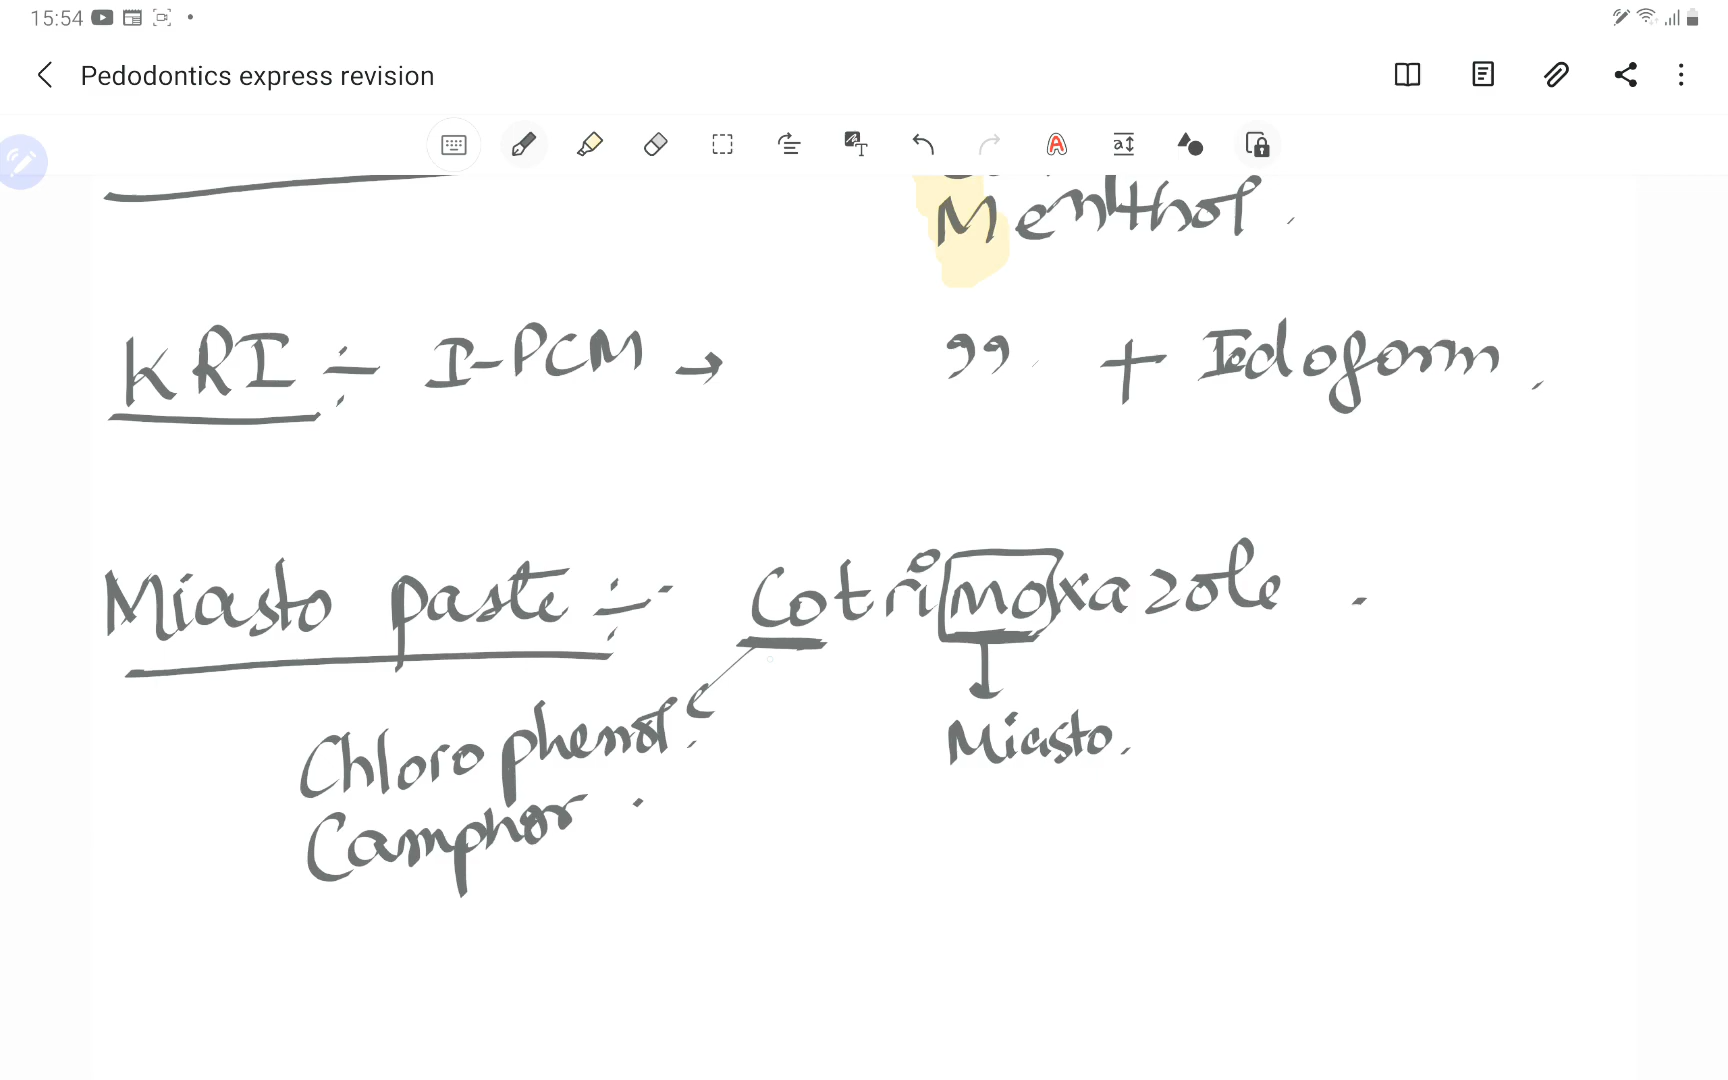 15:54
Pedodontics express revision
Menthol.
KRI ÷ I-PCM → ,, + Iodoform.
Miasto paste ÷ Cotrimoxazole.
Chlorophenol.
Miasto.
Camphor.